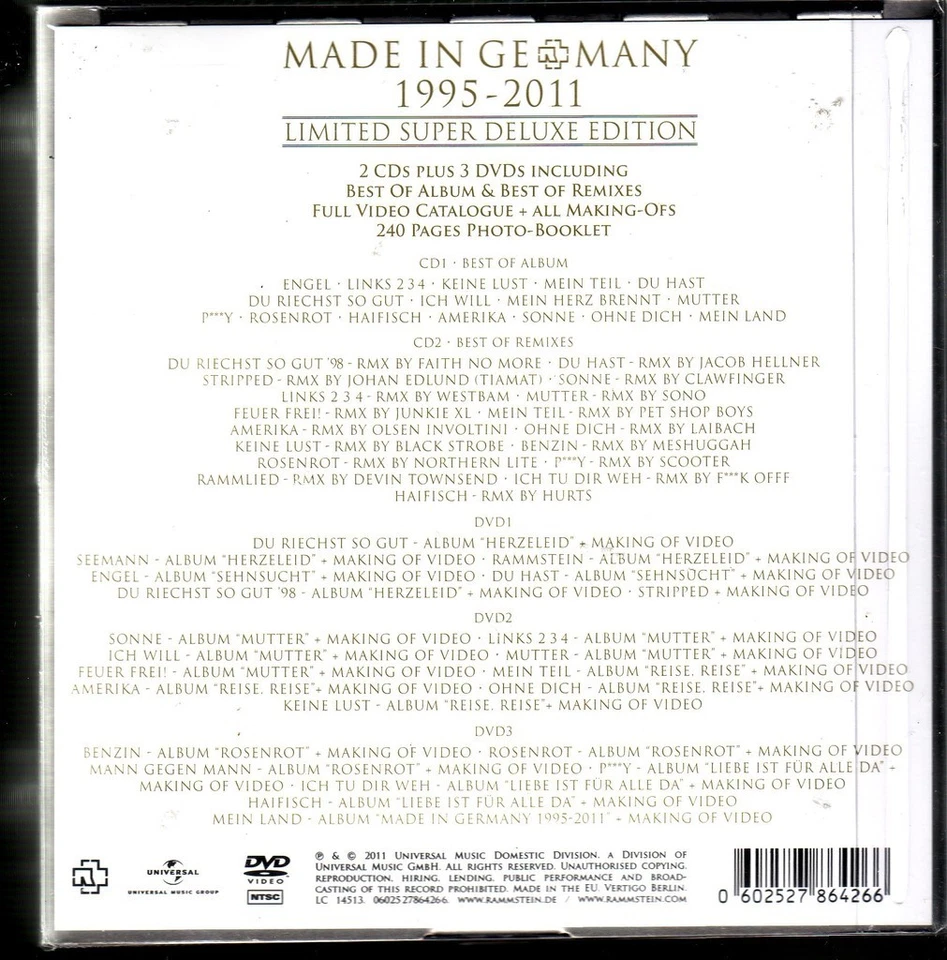 MADE IN GERMANY
1995-2011
LIMITED SUPER DELUXE EDITION
2 CDs PLUS 3 DVDs INCLUDING
BEST OF ALBUM & BEST OF REMIXES
FULL VIDEO CATALOGUE + ALL MAKING-OFS
240 PAGES PHOTO-BOOKLET
CD1 · BEST OF ALBUM
ENGEL · LINKS 2 3 4 · KEINE LUST · MEIN TEIL · DU HAST
DU RIECHST SO GUT · ICH WILL · MEIN HERZ BRENNT · MUTTER
P***Y · ROSENROT · HAIFISCH · AMERIKA · SONNE · OHNE DICH · MEIN LAND
CD2 · BEST OF REMIXES
DU RIECHST SO GUT '98 - RMX BY FAITH NO MORE · DU HAST - RMX BY JACOB HELLNER
STRIPPED - RMX BY JOHAN EDLUND (TIAMAT) · SONNE - RMX BY CLAWFINGER
LINKS 2 3 4 - RMX BY WESTBAM · MUTTER - RMX BY SONO
FEUER FREI! - RMX BY JUNKIE XL · MEIN TEIL - RMX BY PET SHOP BOYS
AMERIKA - RMX BY OLSEN INVOLTINI · OHNE DICH - RMX BY LAIBACH
KEINE LUST - RMX BY BLACK STROBE · BENZIN - RMX BY MESHUGGAH
ROSENROT - RMX BY NORTHERN LITE · P***Y - RMX BY SCOOTER
RAMMLIED - RMX BY DEVIN TOWNSEND · ICH TU DIR WEH - RMX BY F***K OFFF
HAIFISCH - RMX BY HURTS
DVD1
DU RIECHST SO GUT - ALBUM "HERZELEID" + MAKING OF VIDEO
SEEMANN - ALBUM "HERZELEID" + MAKING OF VIDEO · RAMMSTEIN - ALBUM "HERZELEID" + MAKING OF VIDEO
ENGEL - ALBUM "SEHNSUCHT" + MAKING OF VIDEO · DU HAST - ALBUM "SEHNSUCHT" + MAKING OF VIDEO
DU RIECHST SO GUT '98 - ALBUM "HERZELEID" + MAKING OF VIDEO · STRIPPED + MAKING OF VIDEO
DVD2
SONNE - ALBUM "MUTTER" + MAKING OF VIDEO · LINKS 2 3 4 - ALBUM "MUTTER" + MAKING OF VIDEO
ICH WILL - ALBUM "MUTTER" + MAKING OF VIDEO · MUTTER - ALBUM "MUTTER" + MAKING OF VIDEO
FEUER FREI! - ALBUM "MUTTER" + MAKING OF VIDEO · MEIN TEIL - ALBUM "REISE, REISE" + MAKING OF VIDEO
AMERIKA - ALBUM "REISE, REISE"+ MAKING OF VIDEO · OHNE DICH - ALBUM "REISE, REISE"+ MAKING OF VIDEO
KEINE LUST - ALBUM "REISE, REISE"+ MAKING OF VIDEO
DVD3
BENZIN - ALBUM "ROSENROT" + MAKING OF VIDEO · ROSENROT - ALBUM "ROSENROT" + MAKING OF VIDEO
MANN GEGEN MANN - ALBUM "ROSENROT" + MAKING OF VIDEO · P***Y - ALBUM "LIEBE IST FÜR ALLE DA" +
MAKING OF VIDEO · ICH TU DIR WEH - ALBUM "LIEBE IST FÜR ALLE DA" + MAKING OF VIDEO
HAIFISCH - ALBUM "LIEBE IST FÜR ALLE DA" + MAKING OF VIDEO
MEIN LAND - ALBUM "MADE IN GERMANY 1995-2011" + MAKING OF VIDEO
UNIVERSAL
UNIVERSAL MUSIC GROUP
DVD
VIDEO
NTSC
℗ & © 2011 UNIVERSAL MUSIC DOMESTIC DIVISION, A DIVISION OF
UNIVERSAL MUSIC GMBH. ALL RIGHTS RESERVED. UNAUTHORISED COPYING,
REPRODUCTION, HIRING, LENDING, PUBLIC PERFORMANCE AND BROAD-
CASTING OF THIS RECORD PROHIBITED. MADE IN THE EU. VERTIGO BERLIN.
LC 14513. 0602527864266. WWW.RAMMSTEIN.DE / WWW.RAMMSTEIN.COM
0 602527 864266